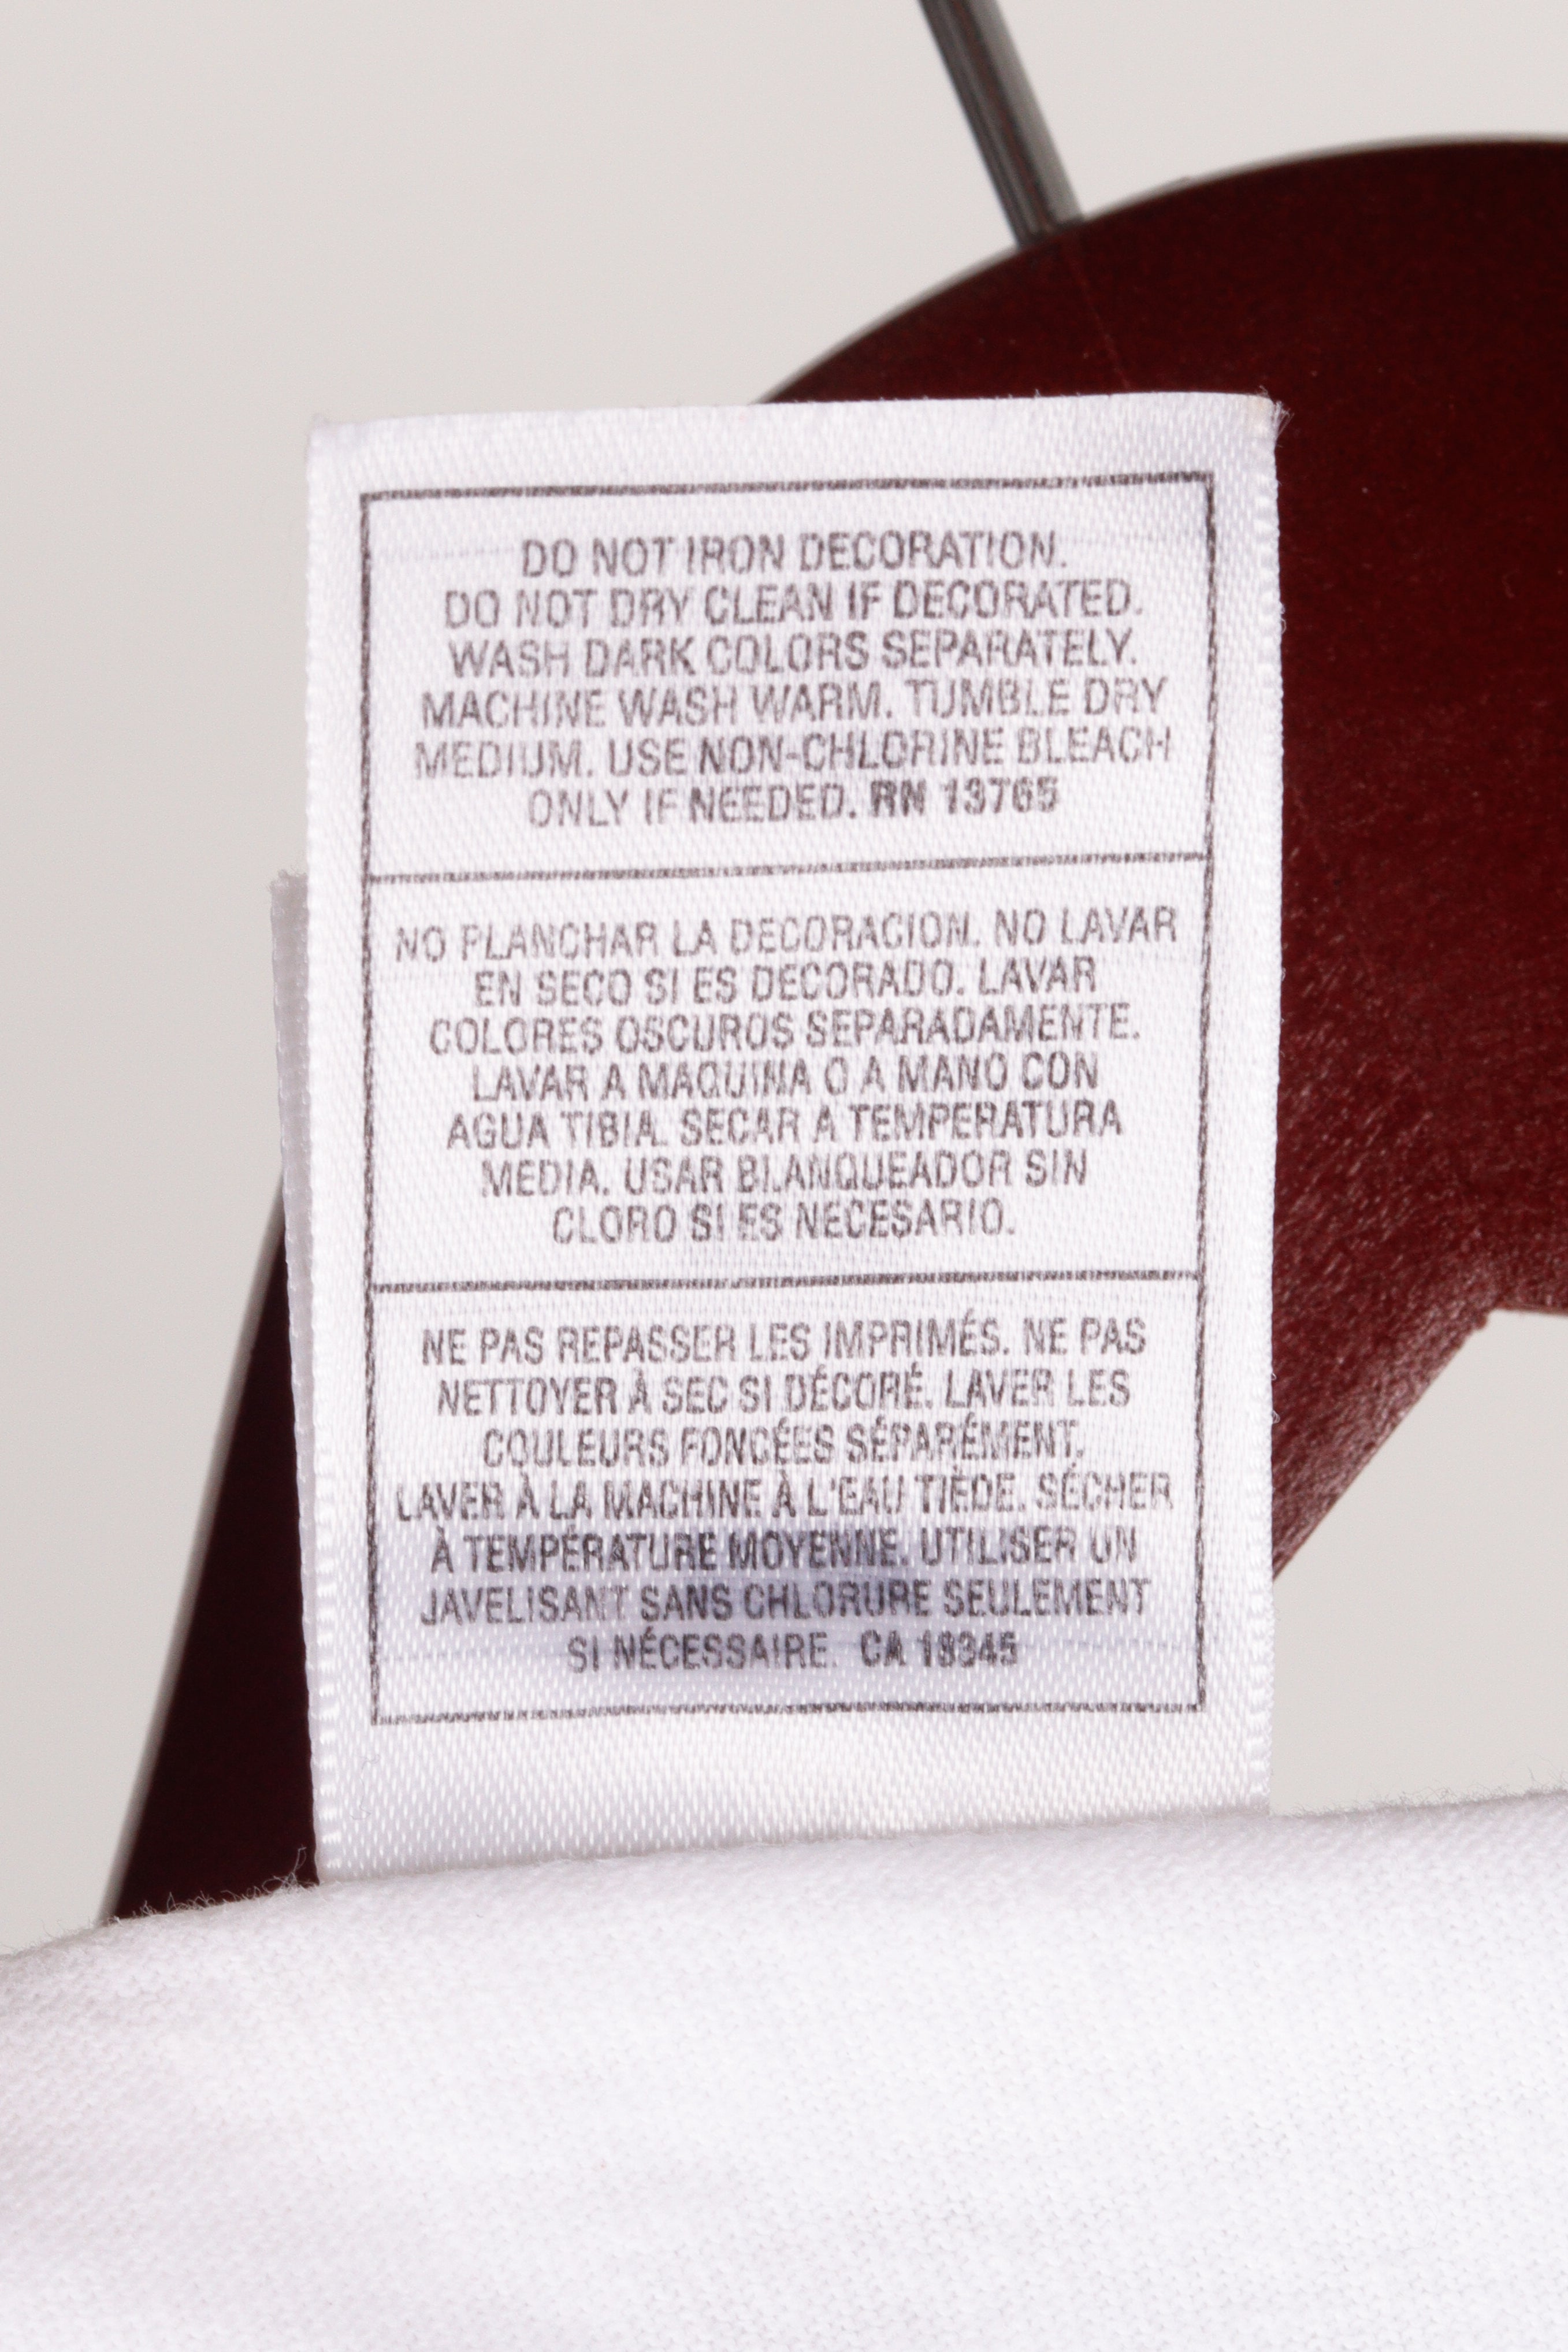 DO NOT IRON DECORATION.
DO NOT DRY CLEAN IF DECORATED.
WASH DARK COLORS SEPARATELY.
MACHINE WASH WARM. TUMBLE DRY
MEDIUM. USE NON-CHLORINE BLEACH
ONLY IF NEEDED. RN 13765
NO PLANCHAR LA DECORACION. NO LAVAR
EN SECO SI ES DECORADO. LAVAR
COLORES OSCUROS SEPARADAMENTE.
LAVAR A MAQUINA O A MANO CON
AGUA TIBIA. SECAR A TEMPERATURA
MEDIA. USAR BLANQUEADOR SIN
CLORO SI ES NECESARIO.
NE PAS REPASSER LES IMPRIMÉS. NE PAS
NETTOYER À SEC SI DÉCORÉ. LAVER LES
COULEURS FONCÉES SÉPARÉMENT.
LAVER À LA MACHINE À L'EAU TIÈDE. SÉCHER
À TEMPÉRATURE MOYENNE. UTILISER UN
JAVELISANT SANS CHLORURE SEULEMENT
SI NÉCESSAIRE. CA 19345